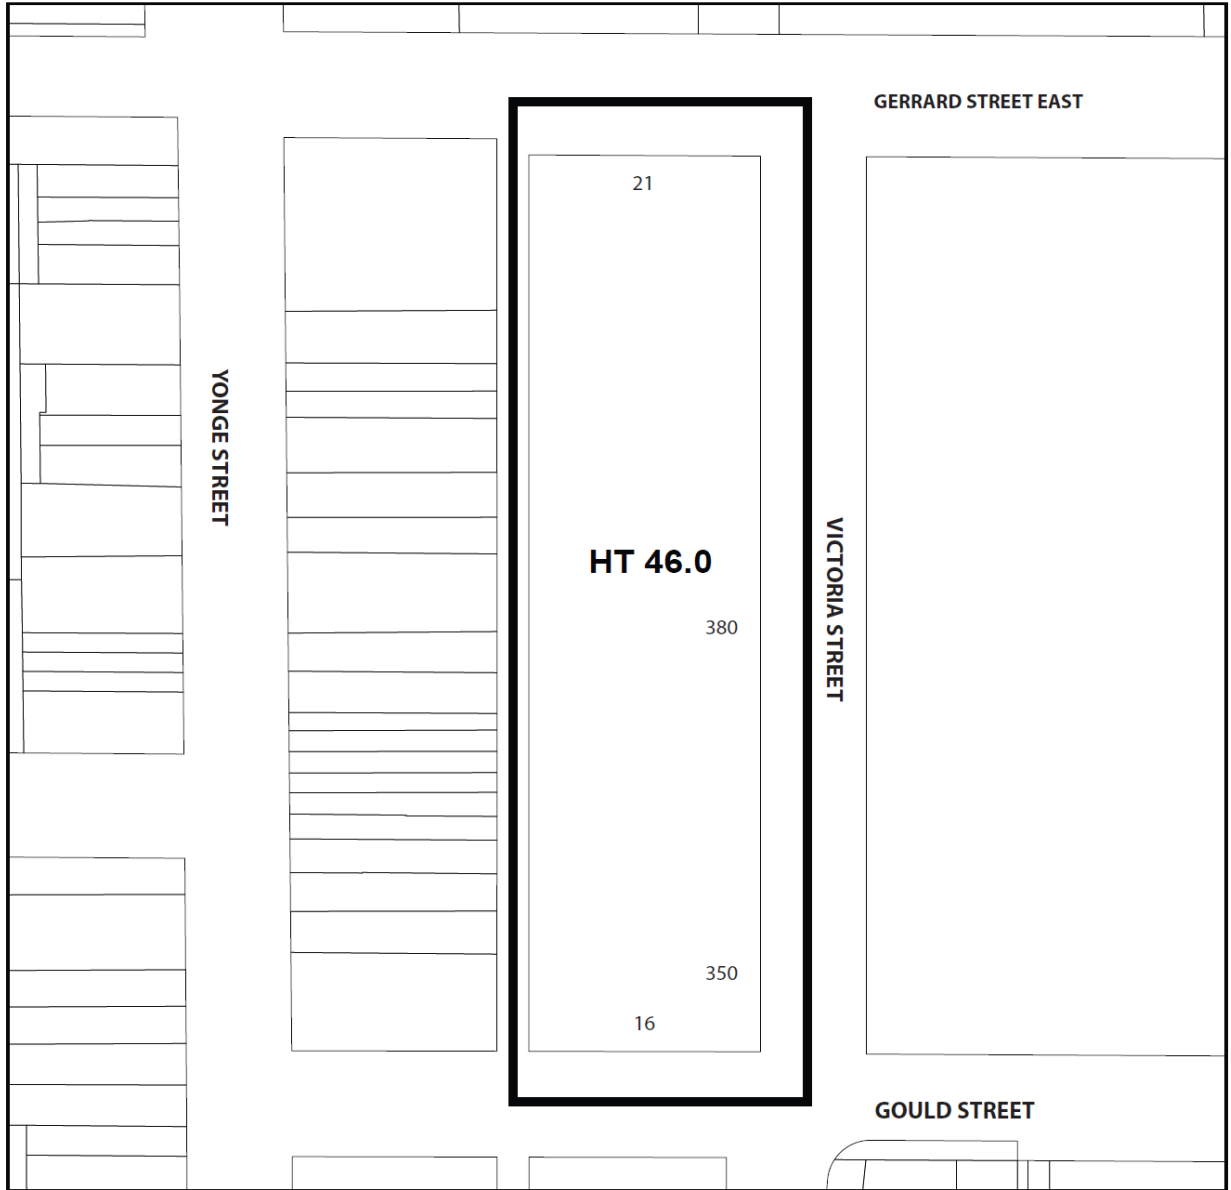 GERRARD STREET EAST
21
YONGE STREET
HT 46.0
VICTORIA STREET
380
350
16
GOULD STREET